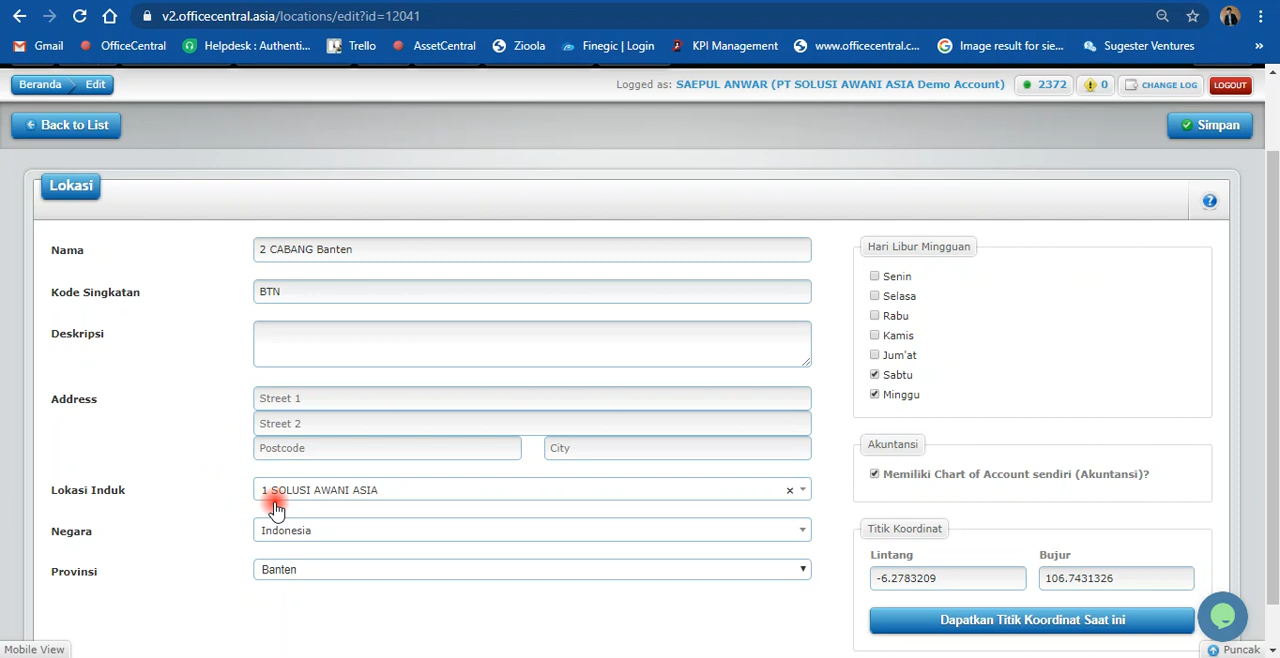 v2.officecentral.asia/locations/edit?id=12041
Gmail OfficeCentral Helpdesk : Authenti... Trello AssetCentral Zioola Finegic | Login KPI Management www.officecentral.c... Image result for sie... Sugester Ventures »
Beranda Edit Logged as: SAEPUL ANWAR (PT SOLUSI AWANI ASIA Demo Account) 2372 0 CHANGE LOG LOGOUT
Back to List Simpan
Lokasi
?
Nama 2 CABANG Banten
Kode Singkatan BTN
Deskripsi
Address Street 1
Street 2
Postcode City
Lokasi Induk 1 SOLUSI AWANI ASIA ×
Negara Indonesia
Provinsi Banten
Hari Libur Mingguan
Senin
Selasa
Rabu
Kamis
Jum'at
Sabtu
Minggu
Akuntansi
Memiliki Chart of Account sendiri (Akuntansi)?
Titik Koordinat
Lintang Bujur
-6.2783209 106.7431326
Dapatkan Titik Koordinat Saat ini
Mobile View Puncak